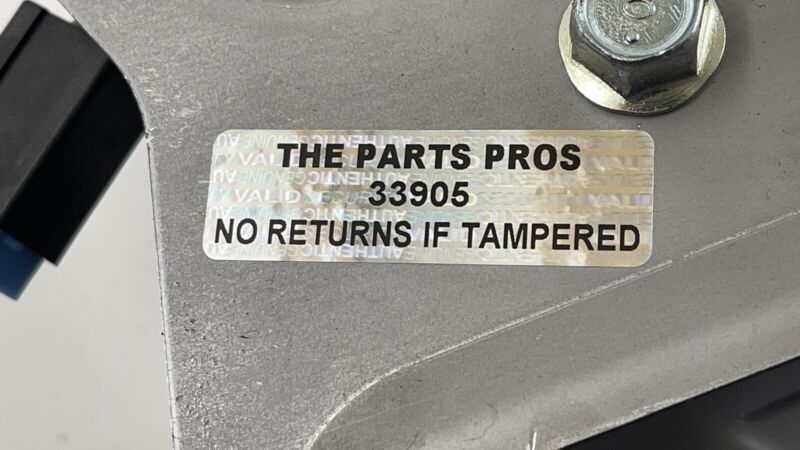 THE PARTS PROS
33905
NO RETURNS IF TAMPERED